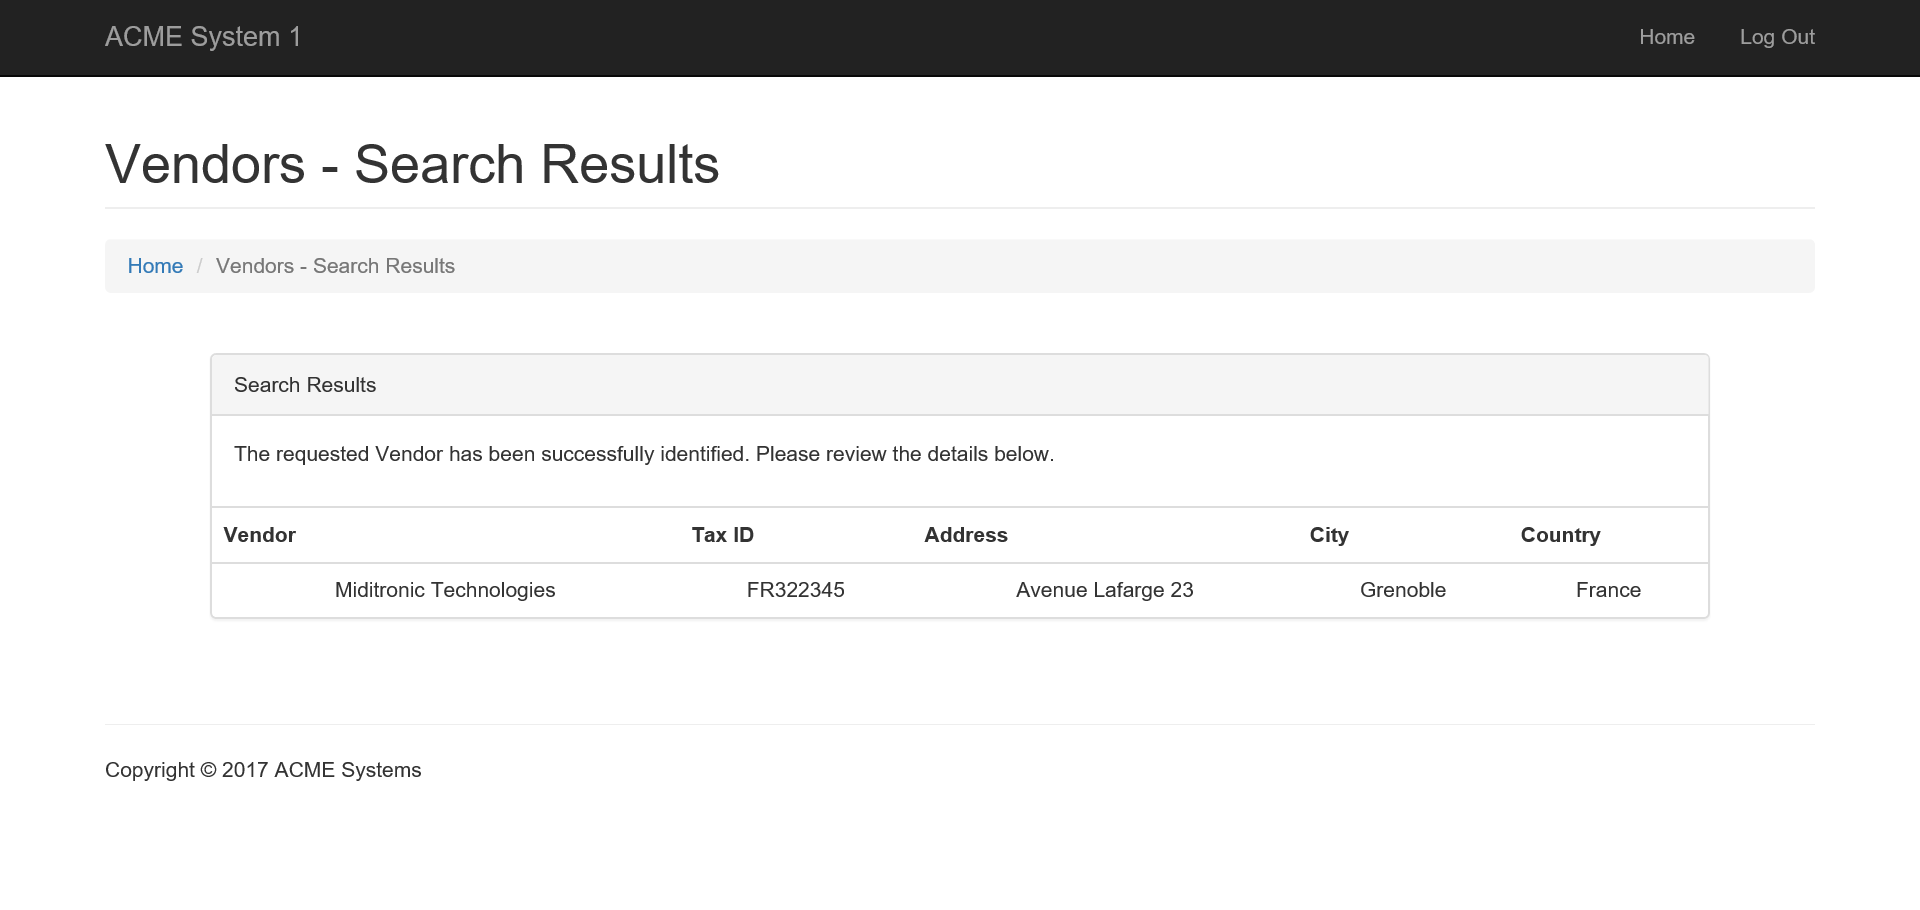 ACME System 1 Home Log Out
Vendors - Search Results
Home / Vendors - Search Results
Search Results
The requested Vendor has been successfully identified. Please review the details below.
Vendor Tax ID Address City Country
Miditronic Technologies FR322345 Avenue Lafarge 23 Grenoble France
Copyright © 2017 ACME Systems